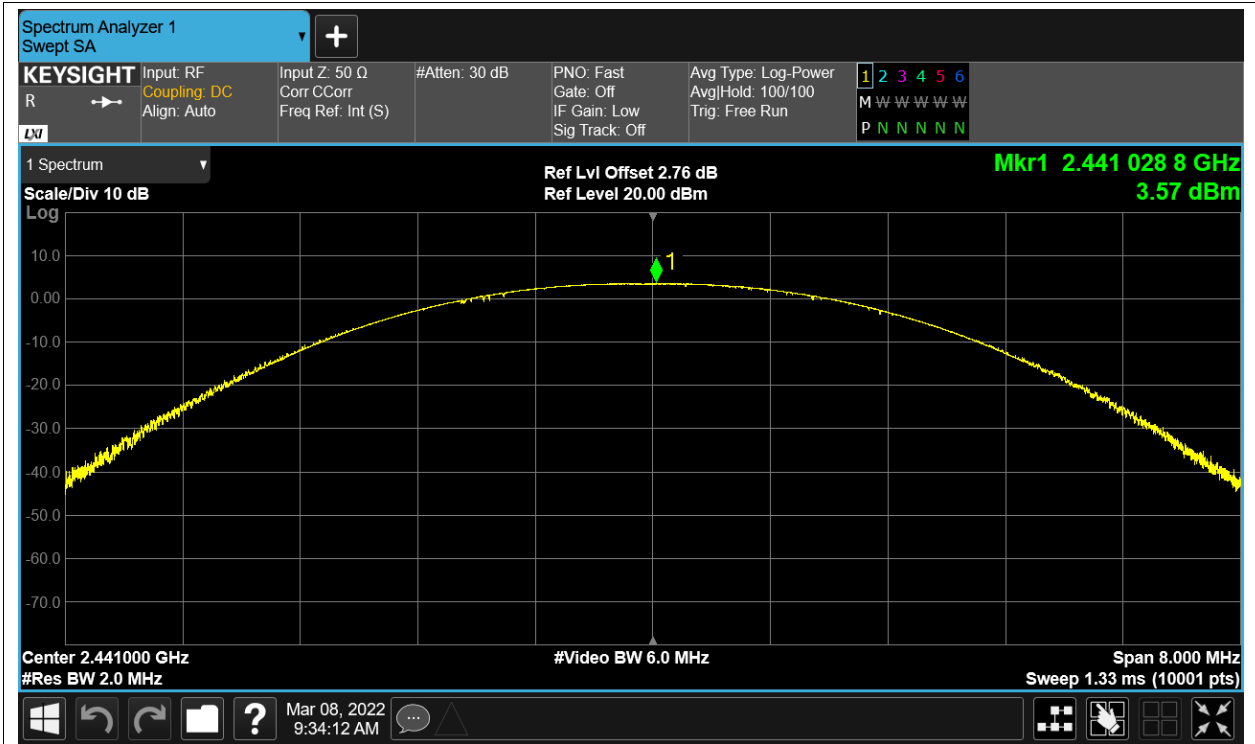 Spectrum Analyzer 1
Swept SA
KEYSIGHT
R
LXI
Input: RF
Coupling: DC
Align: Auto
Input Z: 50 Ω
Corr CCorr
Freq Ref: Int (S)
#Atten: 30 dB
PNO: Fast
Gate: Off
IF Gain: Low
Sig Track: Off
Avg Type: Log-Power
Avg|Hold: 100/100
Trig: Free Run
1 2 3 4 5 6
M W W W W W
P N N N N N
1 Spectrum
Scale/Div 10 dB
Log
Ref Lvl Offset 2.76 dB
Ref Level 20.00 dBm
Mkr1 2.441 028 8 GHz
3.57 dBm
1
10.0
0.00
-10.0
-20.0
-30.0
-40.0
-50.0
-60.0
-70.0
Center 2.441000 GHz
#Res BW 2.0 MHz
#Video BW 6.0 MHz
Span 8.000 MHz
Sweep 1.33 ms (10001 pts)
?
Mar 08, 2022
9:34:12 AM